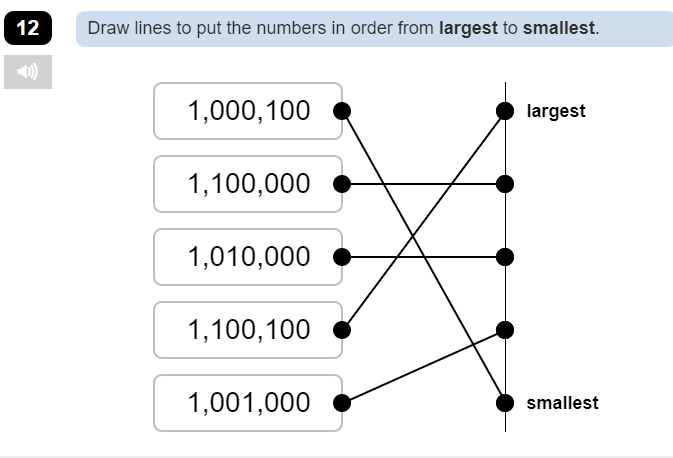 12
Draw lines to put the numbers in order from largest to smallest.
1,000,100
largest
1,100,000
1,010,000
1,100,100
1,001,000
smallest